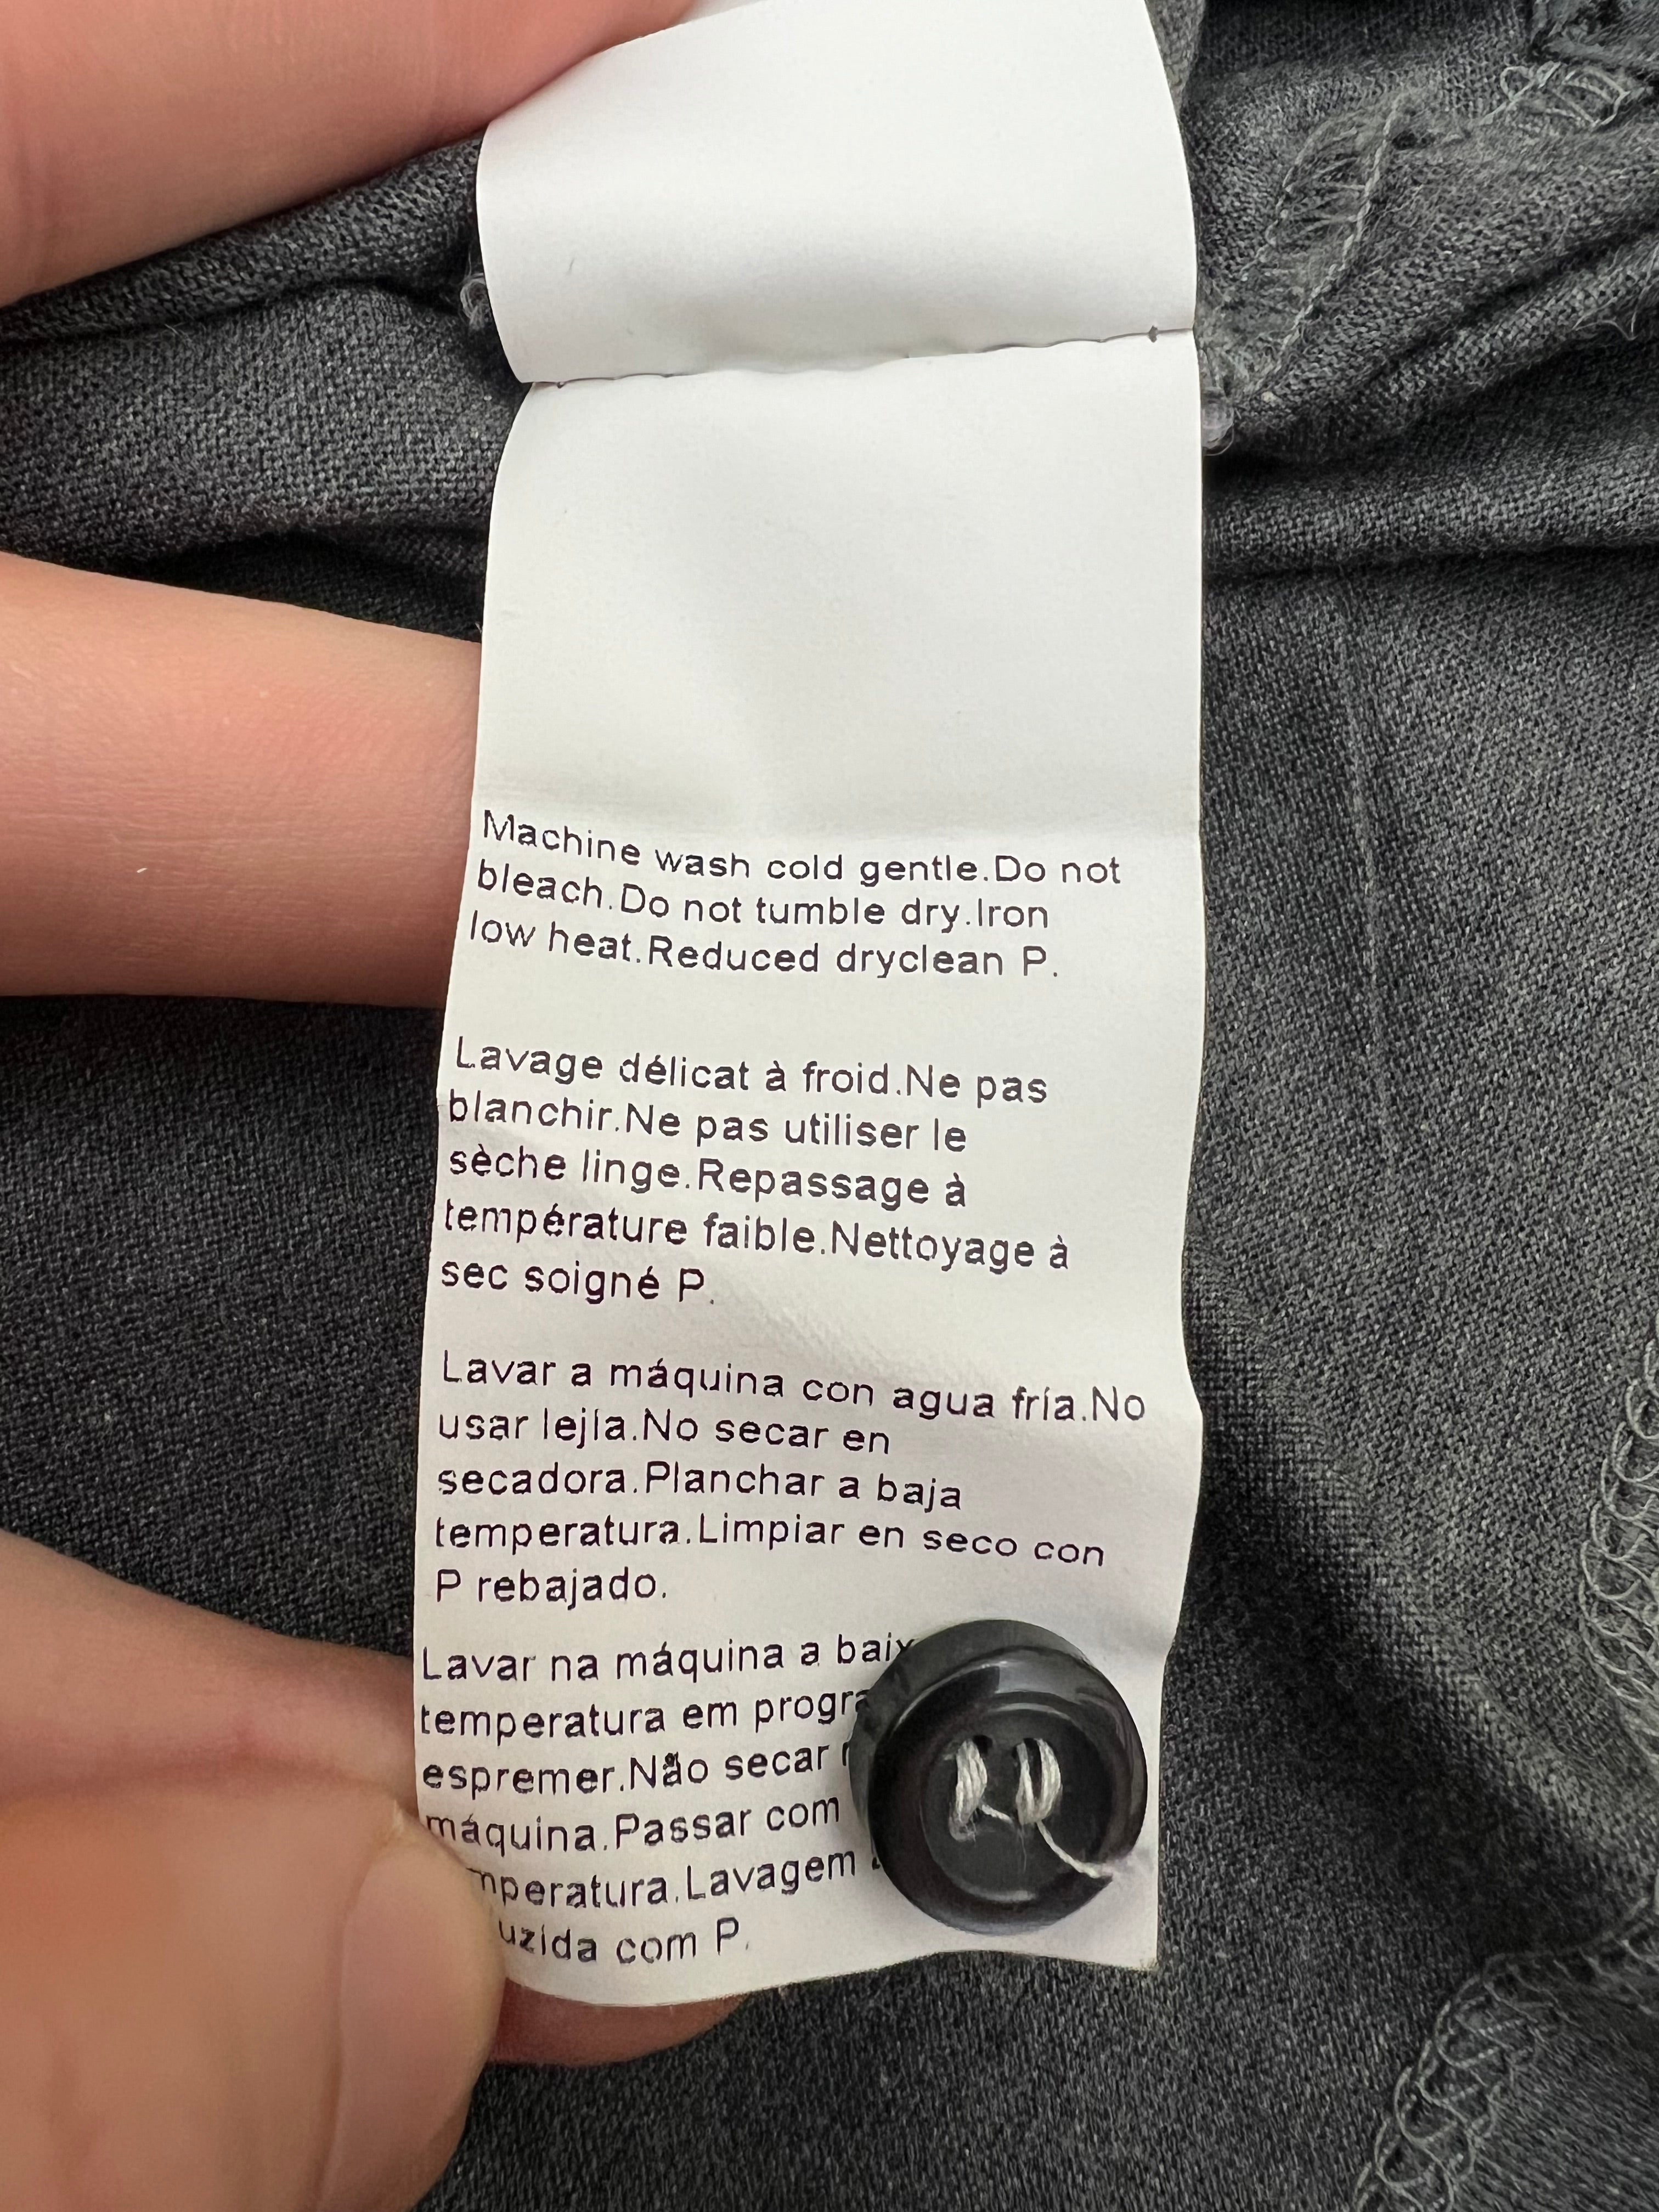 Machine wash cold gentle.Do not
bleach.Do not tumble dry.Iron
low heat.Reduced dryclean P.
Lavage délicat à froid.Ne pas
blanchir.Ne pas utiliser le
sèche linge.Repassage à
température faible.Nettoyage à
sec soigné P.
Lavar a máquina con agua fría.No
usar lejía.No secar en
secadora.Planchar a baja
temperatura.Limpiar en seco con
P rebajado.
Lavar na máquina a
temperatura em
espremer.Não secar
máquina.Passar com
Lavagem
com P.